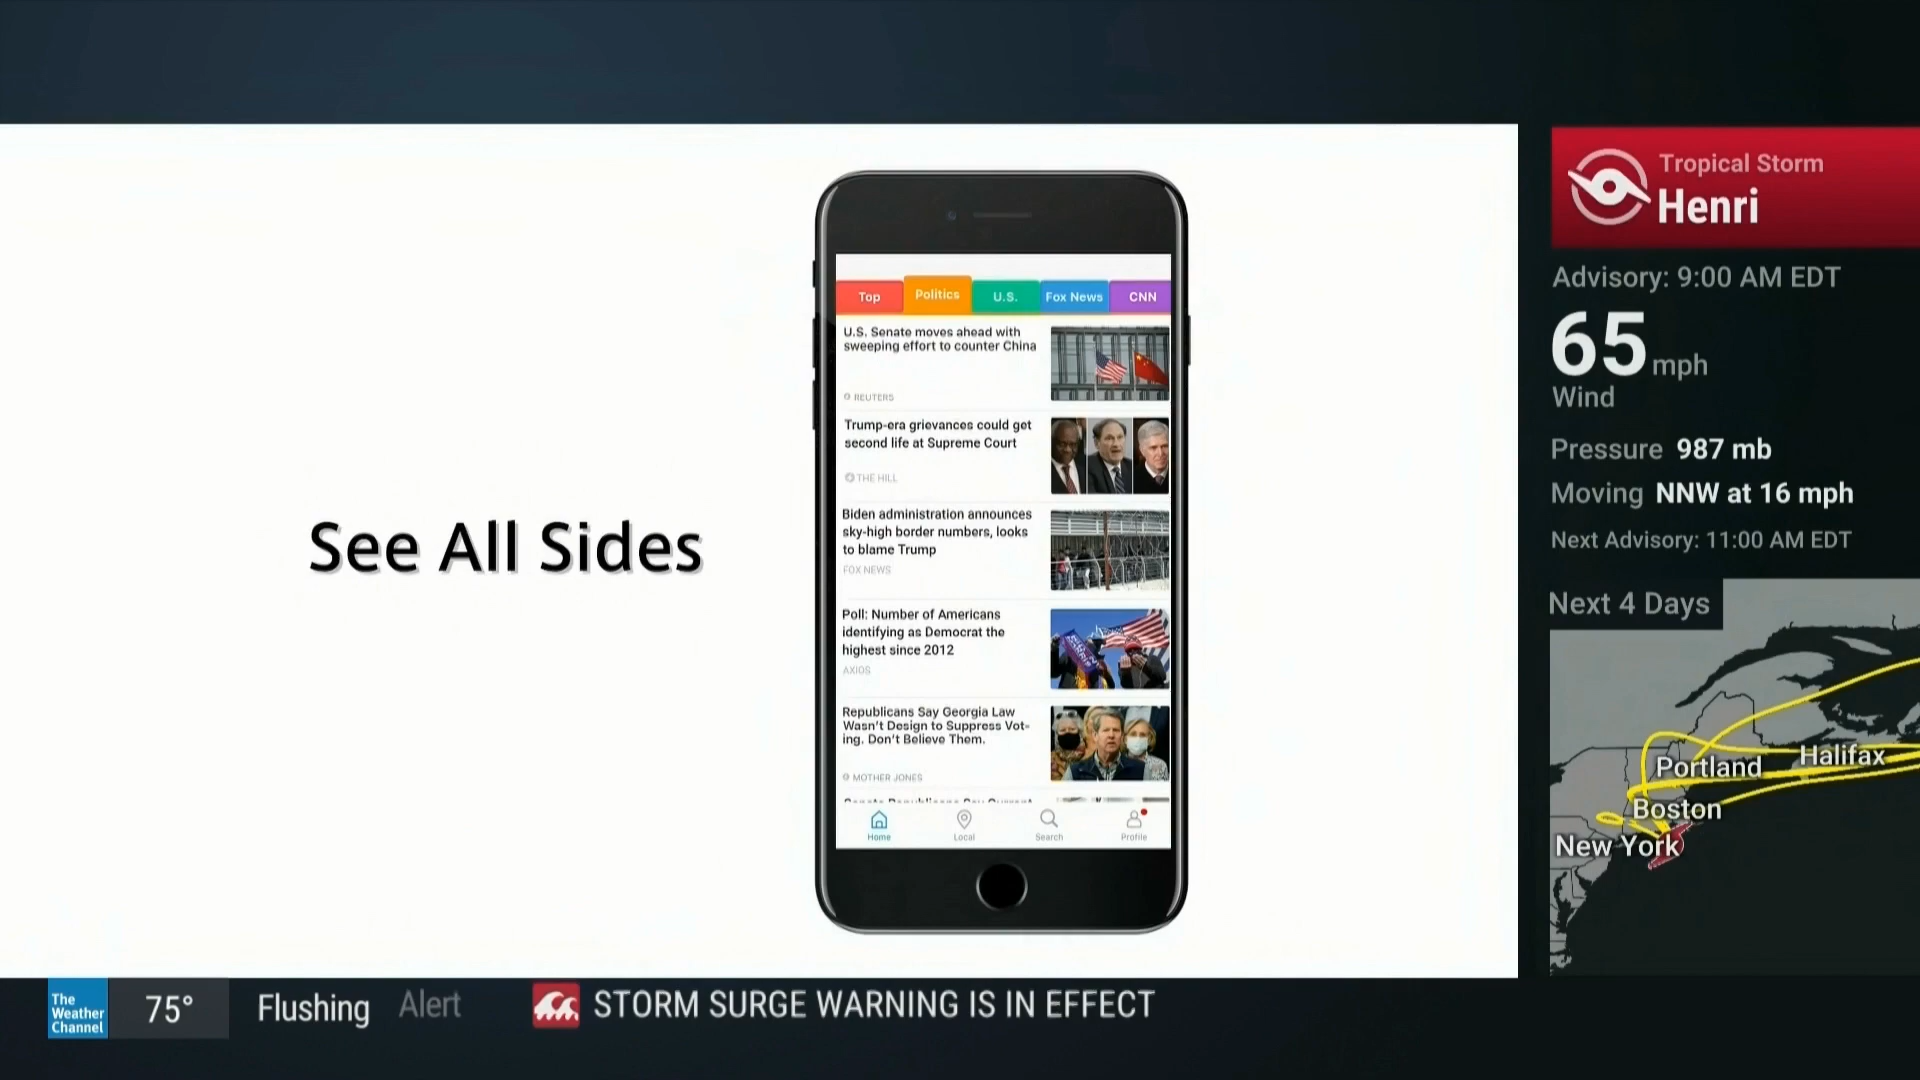 See All Sides
Top
Politics
U.S.
Fox News
CNN
U.S. Senate moves ahead with
sweeping effort to counter China
REUTERS
Trump-era grievances could get
second life at Supreme Court
THE HILL
Biden administration announces
sky-high border numbers, looks
to blame Trump
FOX NEWS
Poll: Number of Americans
identifying as Democrat the
highest since 2012
AXIOS
Republicans Say Georgia Law
Wasn't Design to Suppress Vot-
ing. Don't Believe Them.
MOTHER JONES
Home
Local
Search
Profile
Tropical Storm
Henri
Advisory: 9:00 AM EDT
65 mph
Wind
Pressure 987 mb
Moving NNW at 16 mph
Next Advisory: 11:00 AM EDT
Next 4 Days
Halifax
Portland
Boston
New York
The
Weather
Channel
75°
Flushing
Alert
STORM SURGE WARNING IS IN EFFECT